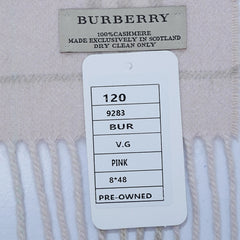 BURBERRY
100%CASHMERE
MADE EXCLUSIVELY IN SCOTLAND
DRY CLEAN ONLY
120
9283
BUR
V.G
PINK
8*48
PRE-OWNED